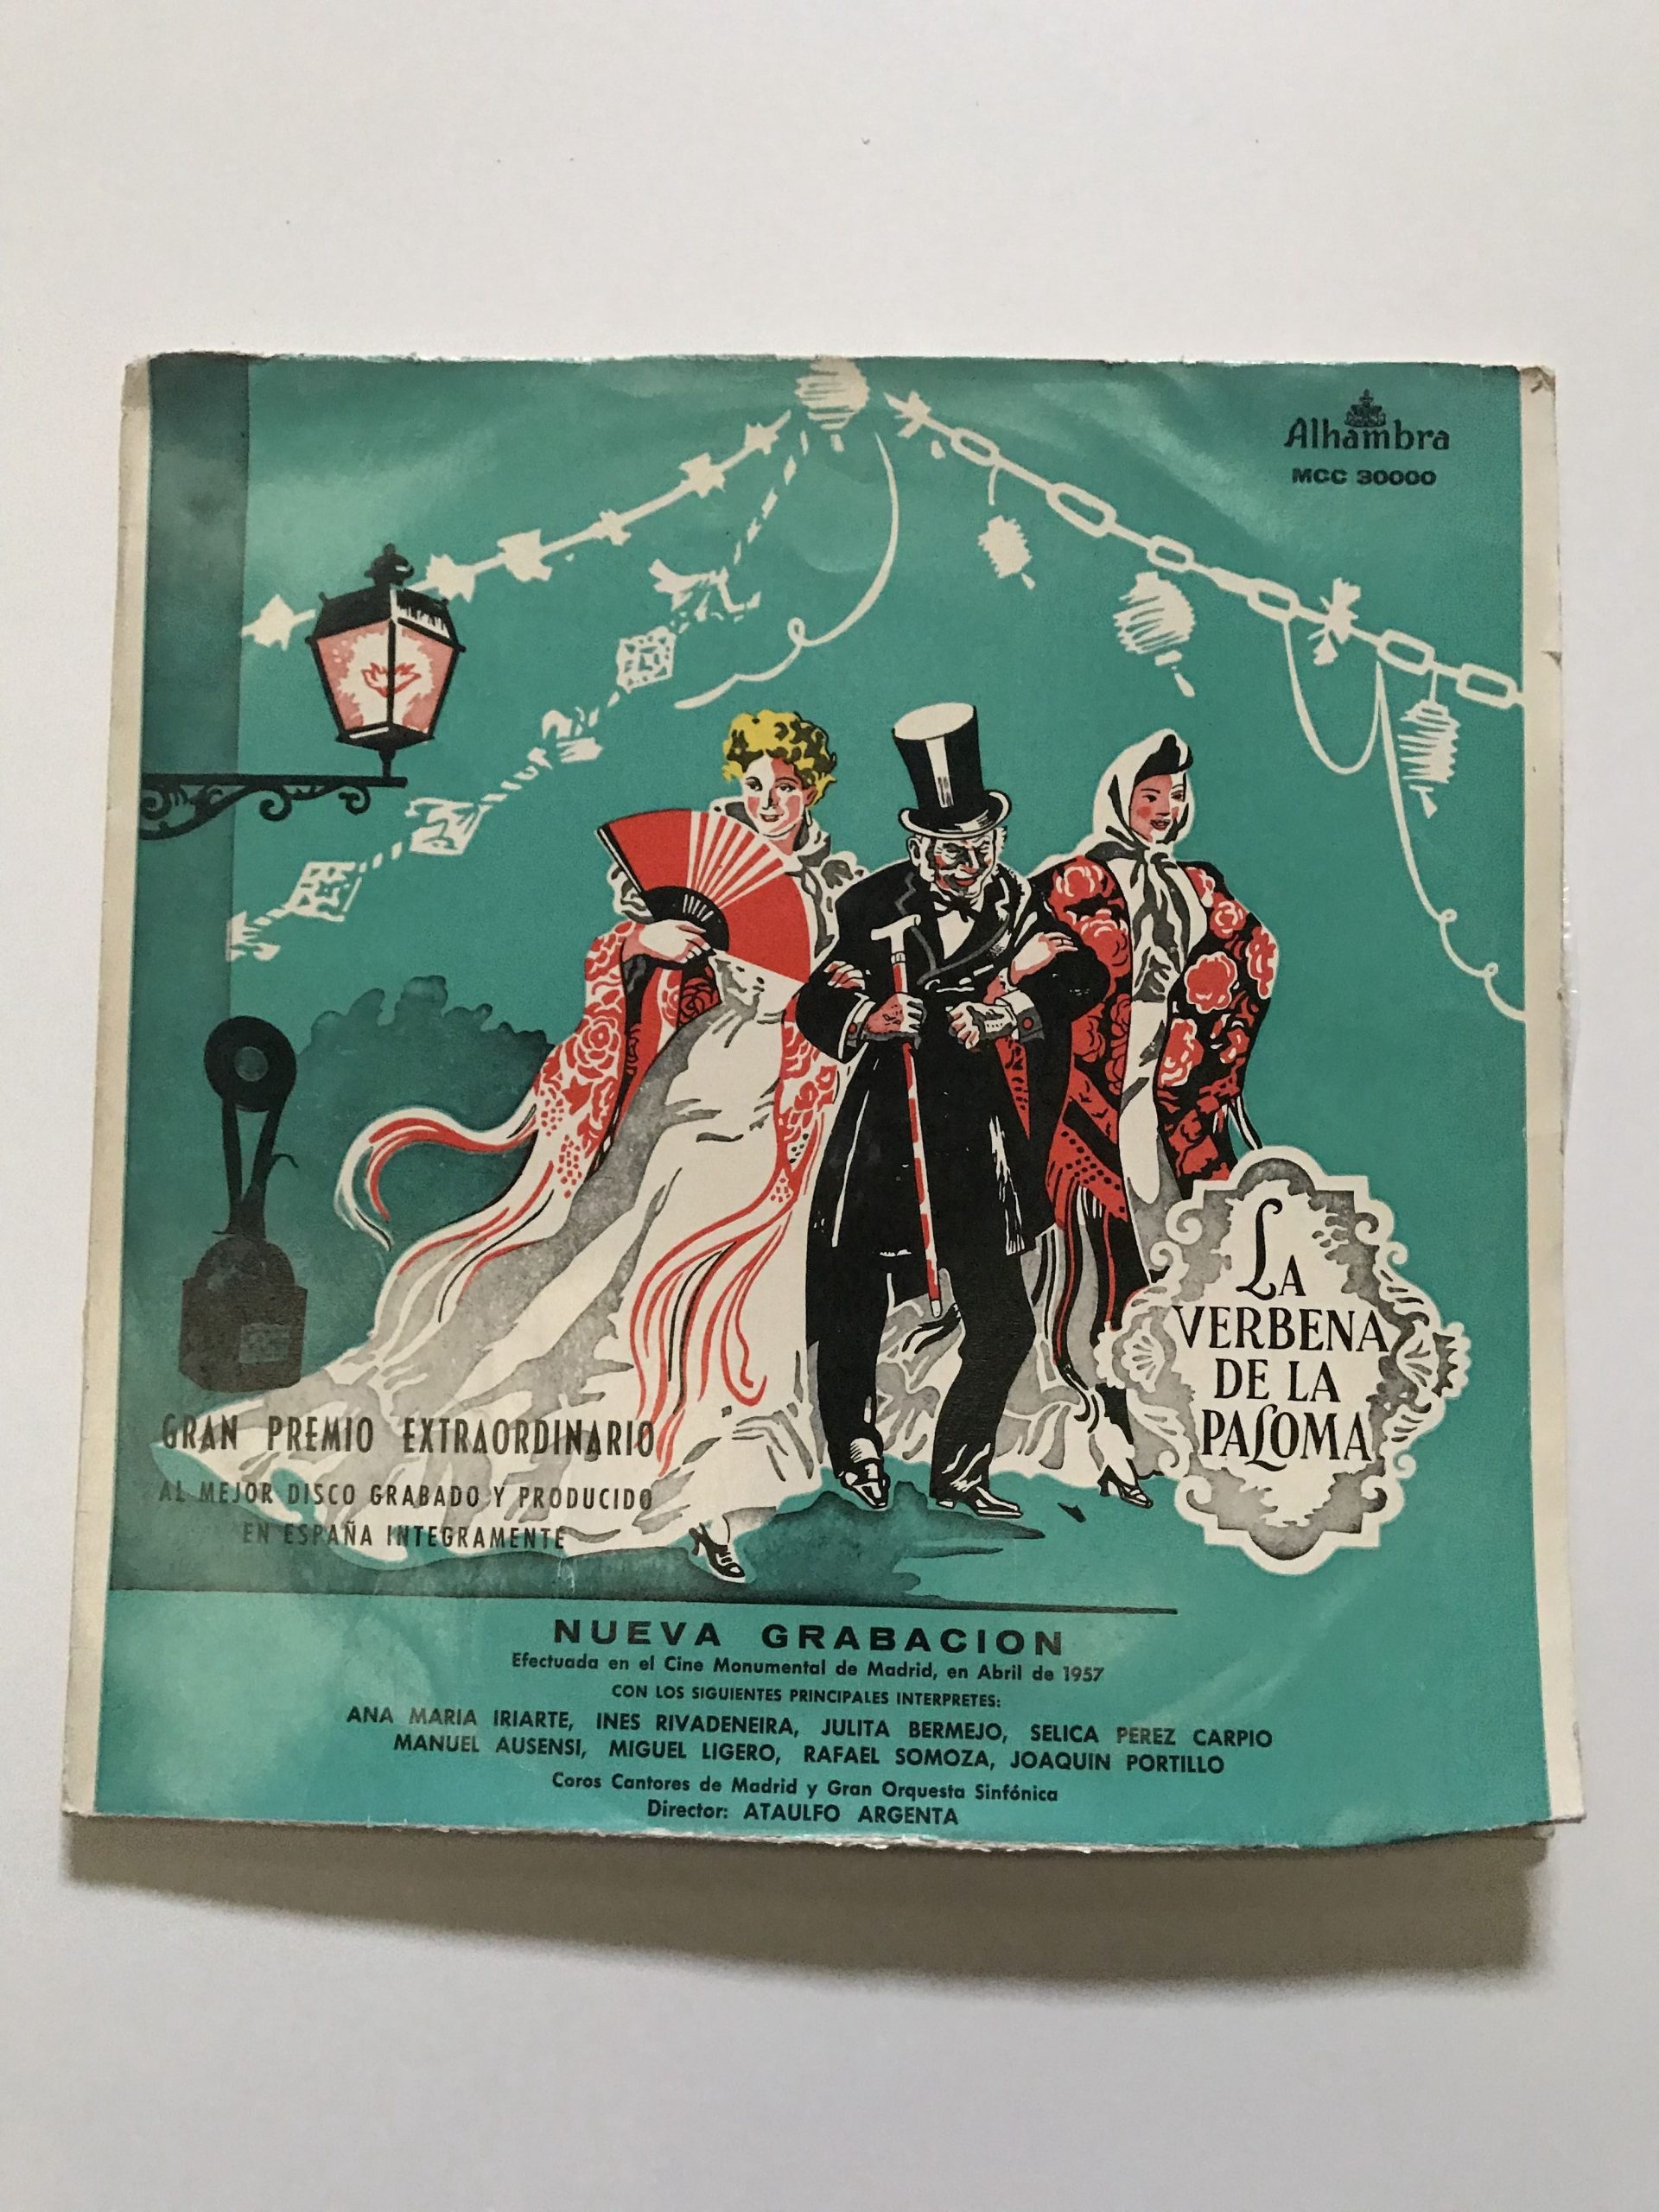 Alhambra
MCC 30000
LA
VERBENA
DE LA
PALOMA
GRAN PREMIO EXTRAORDINARIO
AL MEJOR DISCO GRABADO Y PRODUCIDO
EN ESPAÑA INTEGRAMENTE
NUEVA GRABACION
Efectuada en el Cine Monumental de Madrid, en Abril de 1957
CON LOS SIGUIENTES PRINCIPALES INTERPRETES:
ANA MARIA IRIARTE, INES RIVADENEIRA, JULITA BERMEJO, SELICA PEREZ CARPIO
MANUEL AUSENSI, MIGUEL LIGERO, RAFAEL SOMOZA, JOAQUIN PORTILLO
Coros Cantores de Madrid y Gran Orquesta Sinfónica
Director: ATAULFO ARGENTA